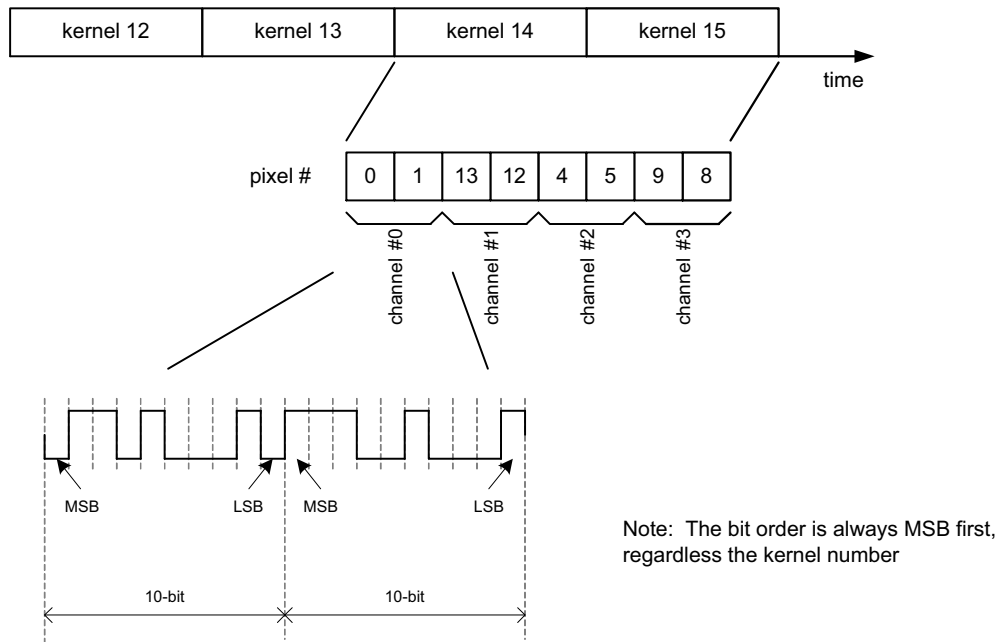 kernel 12 kernel 13 kernel 14 kernel 15
time
pixel # 0 1 13 12 4 5 9 8
channel #0 channel #1 channel #2 channel #3
MSB LSB MSB LSB
Note: The bit order is always MSB first,
regardless the kernel number
10-bit 10-bit